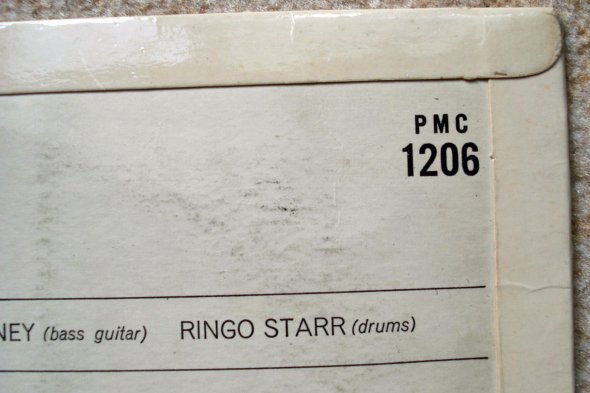 PMC
1206
NEY (bass guitar) RINGO STARR (drums)